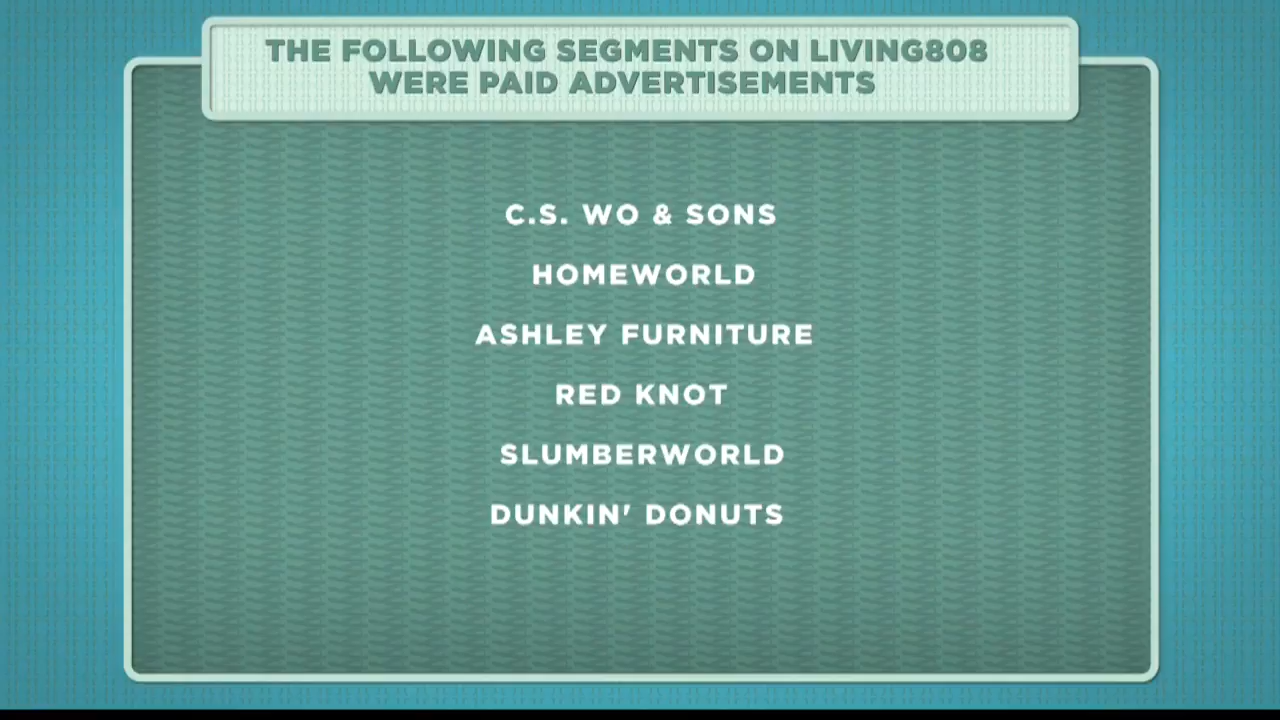 THE FOLLOWING SEGMENTS ON LIVING808
WERE PAID ADVERTISEMENTS
C.S. WO & SONS
HOMEWORLD
ASHLEY FURNITURE
RED KNOT
SLUMBERWORLD
DUNKIN' DONUTS